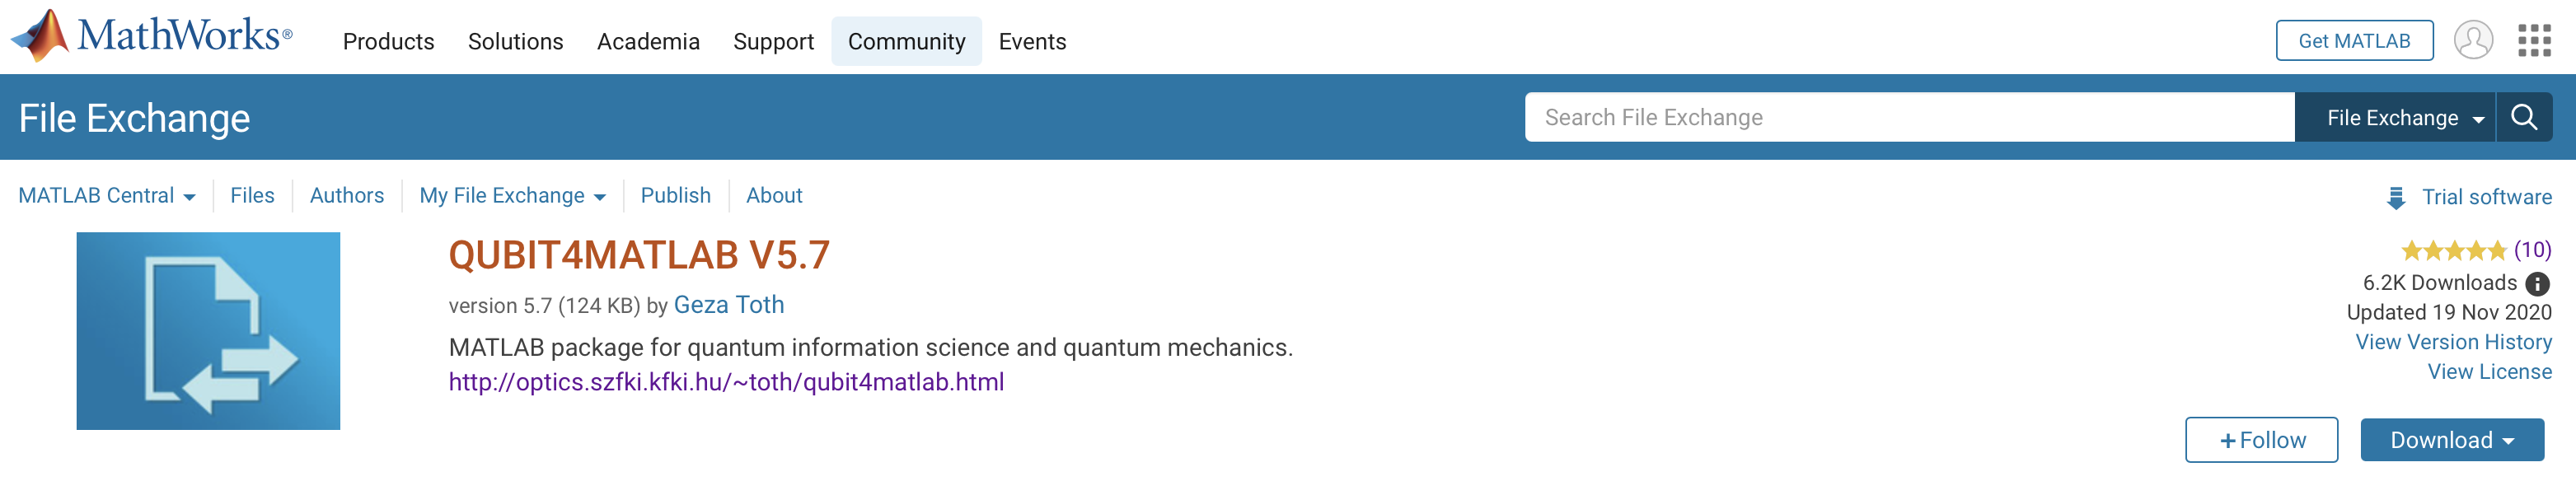 MathWorks®
Products Solutions Academia Support Community Events
Get MATLAB
File Exchange
Search File Exchange
File Exchange
MATLAB Central Files Authors My File Exchange Publish About
Trial software
QUBIT4MATLAB V5.7
version 5.7 (124 KB) by Geza Toth
MATLAB package for quantum information science and quantum mechanics.
http://optics.szfki.kfki.hu/~toth/qubit4matlab.html
(10)
6.2K Downloads
Updated 19 Nov 2020
View Version History
View License
+Follow
Download